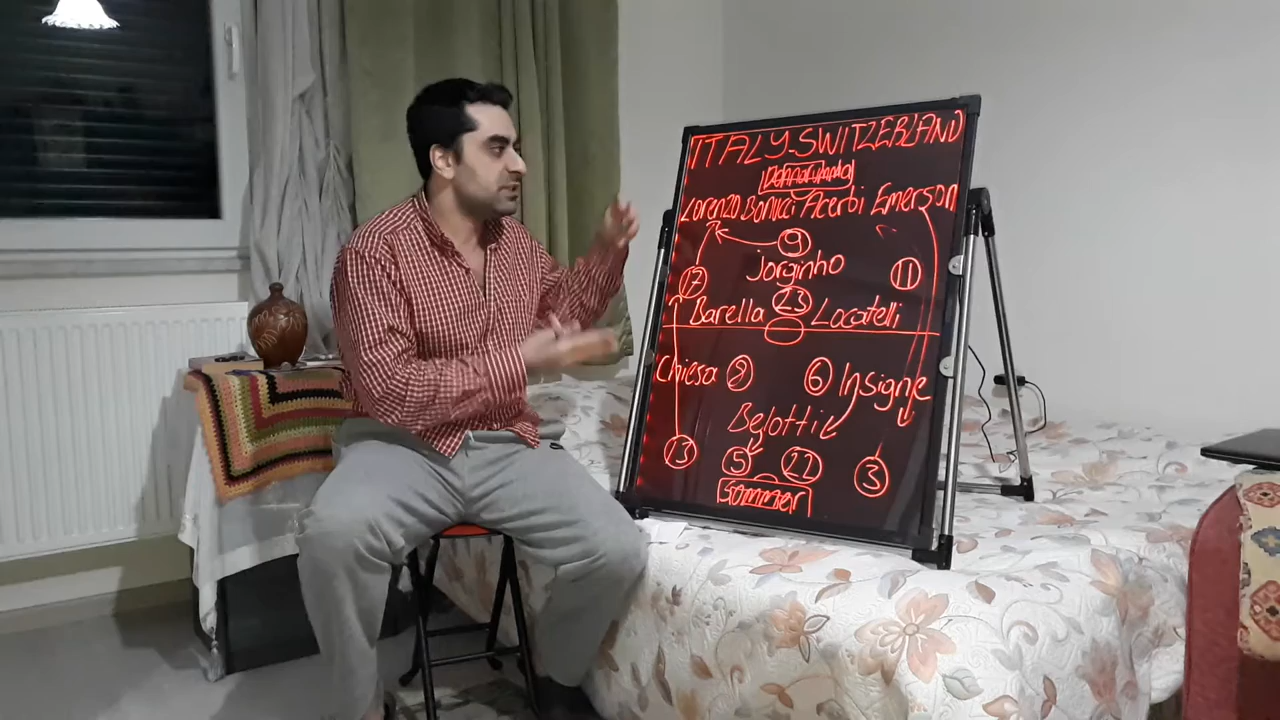 ITALY-SWITZERLAND
Donnarumma
Lorenzo Bonucci Acerbi Emerson
9
Jorginho
17 11
Barella 23 Locatelli
Chiesa 9 6 Insigne
Belotti
13 5 22 3
Sommer